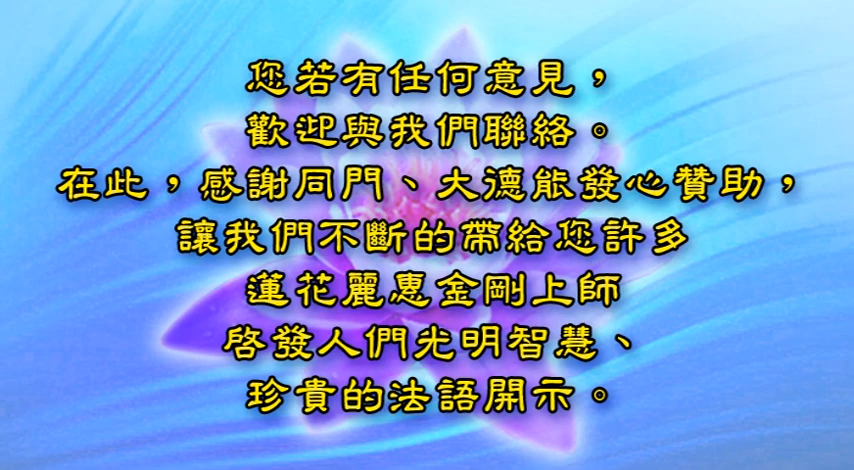 您若有任何意見，
歡迎與我們聯絡。
在此，感謝同門、大德能發心贊助，
讓我們不斷的帶給您許多
蓮花麗惠金剛上師
啓發人們光明智慧、
珍貴的法語開示。